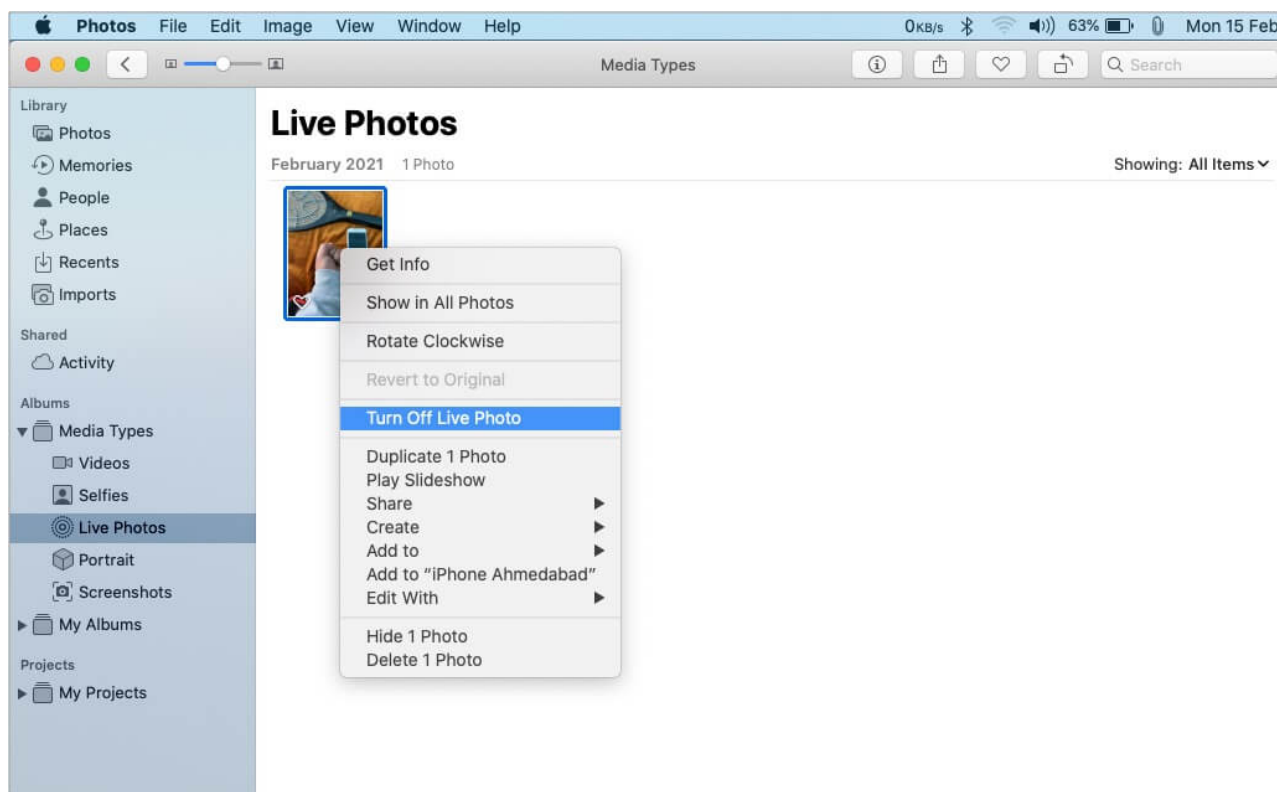 Photos File Edit Image View Window Help 0KB/s 63% Mon 15 Feb
Media Types Search
Library
Photos
Memories
People
Places
Recents
Imports
Shared
Activity
Albums
Media Types
Videos
Selfies
Live Photos
Portrait
Screenshots
My Albums
Projects
My Projects
Live Photos
February 2021 1 Photo Showing: All Items
Get Info
Show in All Photos
Rotate Clockwise
Revert to Original
Turn Off Live Photo
Duplicate 1 Photo
Play Slideshow
Share
Create
Add to
Add to “iPhone Ahmedabad”
Edit With
Hide 1 Photo
Delete 1 Photo